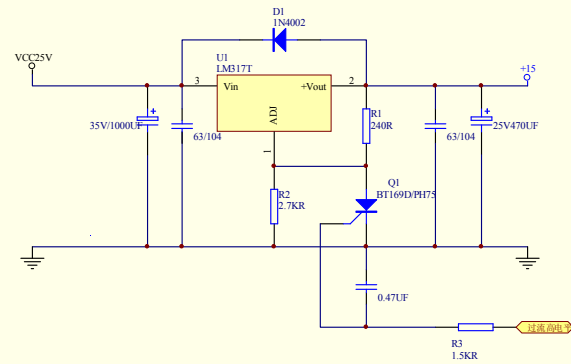 D1
1N4002
VCC25V
U1
LM317T
+15
3
Vin
+Vout
2
ADJ
1
R1
240R
35V/1000UF
+
63/104
63/104
+
25V470UF
R2
2.7KR
Q1
BT169D/PH75
0.47UF
过流高电平
R3
1.5KR